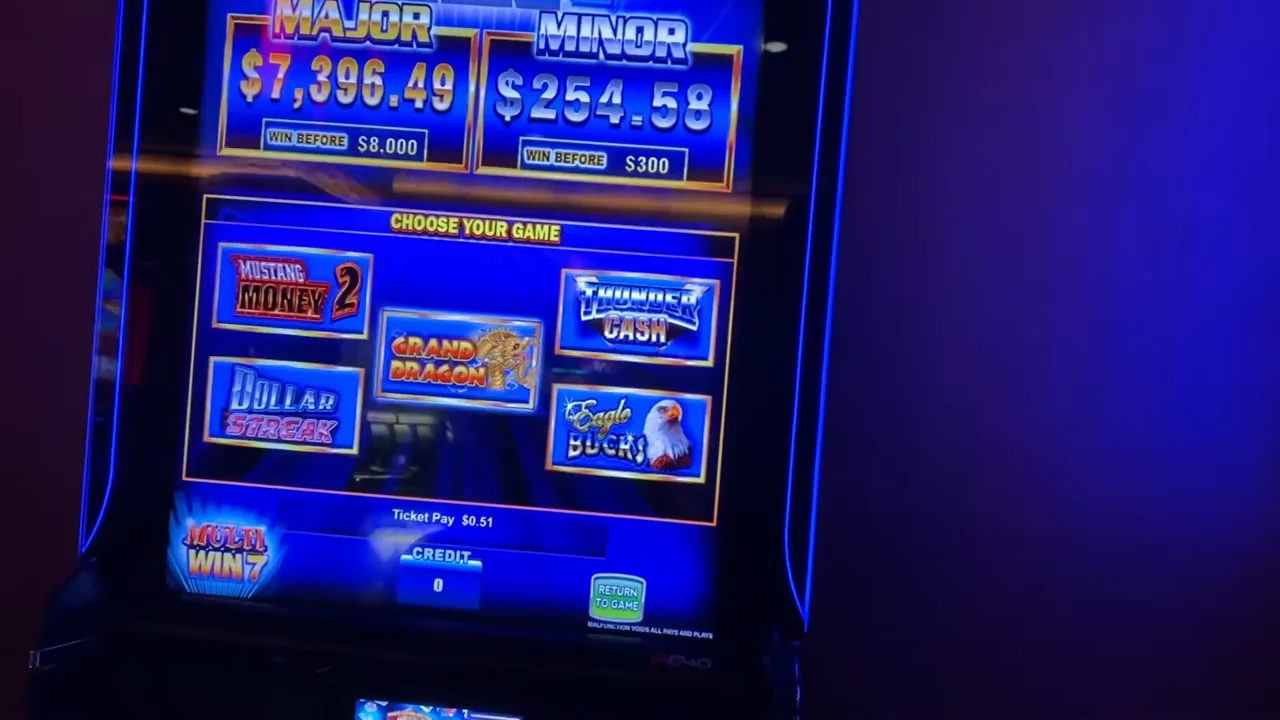 MAJOR
MINOR
$7,396.49
$254.58
WIN BEFORE $8.000
WIN BEFORE $300
CHOOSE YOUR GAME
MUSTANG
MONEY 2
THUNDER
CASH
GRAND
DRAGON
DOLLAR
STREAK
Eagle
BUCKS
Ticket Pay $0.51
MULTI
WIN 7
CREDIT
0
RETURN
TO GAME
MALFUNCTION VOIDS ALL PAYS AND PLAYS